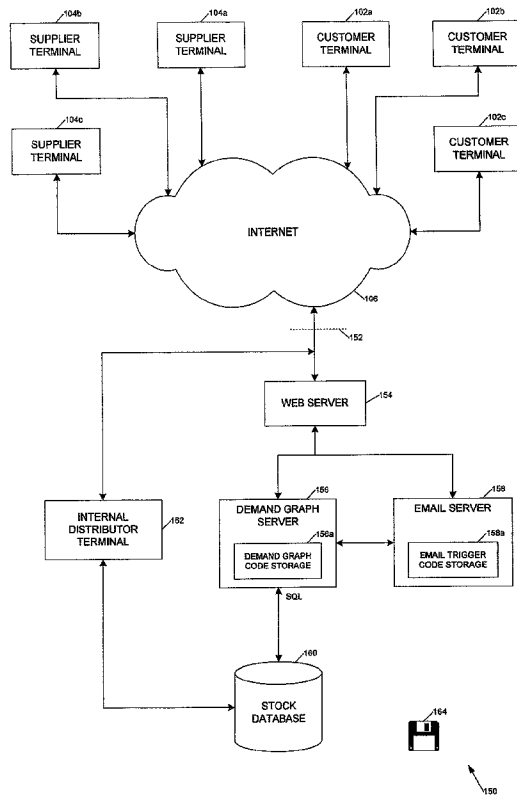 104b
SUPPLIER
TERMINAL
104a
SUPPLIER
TERMINAL
102a
CUSTOMER
TERMINAL
102b
CUSTOMER
TERMINAL
104c
SUPPLIER
TERMINAL
102c
CUSTOMER
TERMINAL
INTERNET
106
152
WEB SERVER
154
INTERNAL
DISTRIBUTOR
TERMINAL
162
156
DEMAND GRAPH
SERVER
156a
DEMAND GRAPH
CODE STORAGE
158
EMAIL SERVER
158a
EMAIL TRIGGER
CODE STORAGE
SQL
160
STOCK
DATABASE
164
150